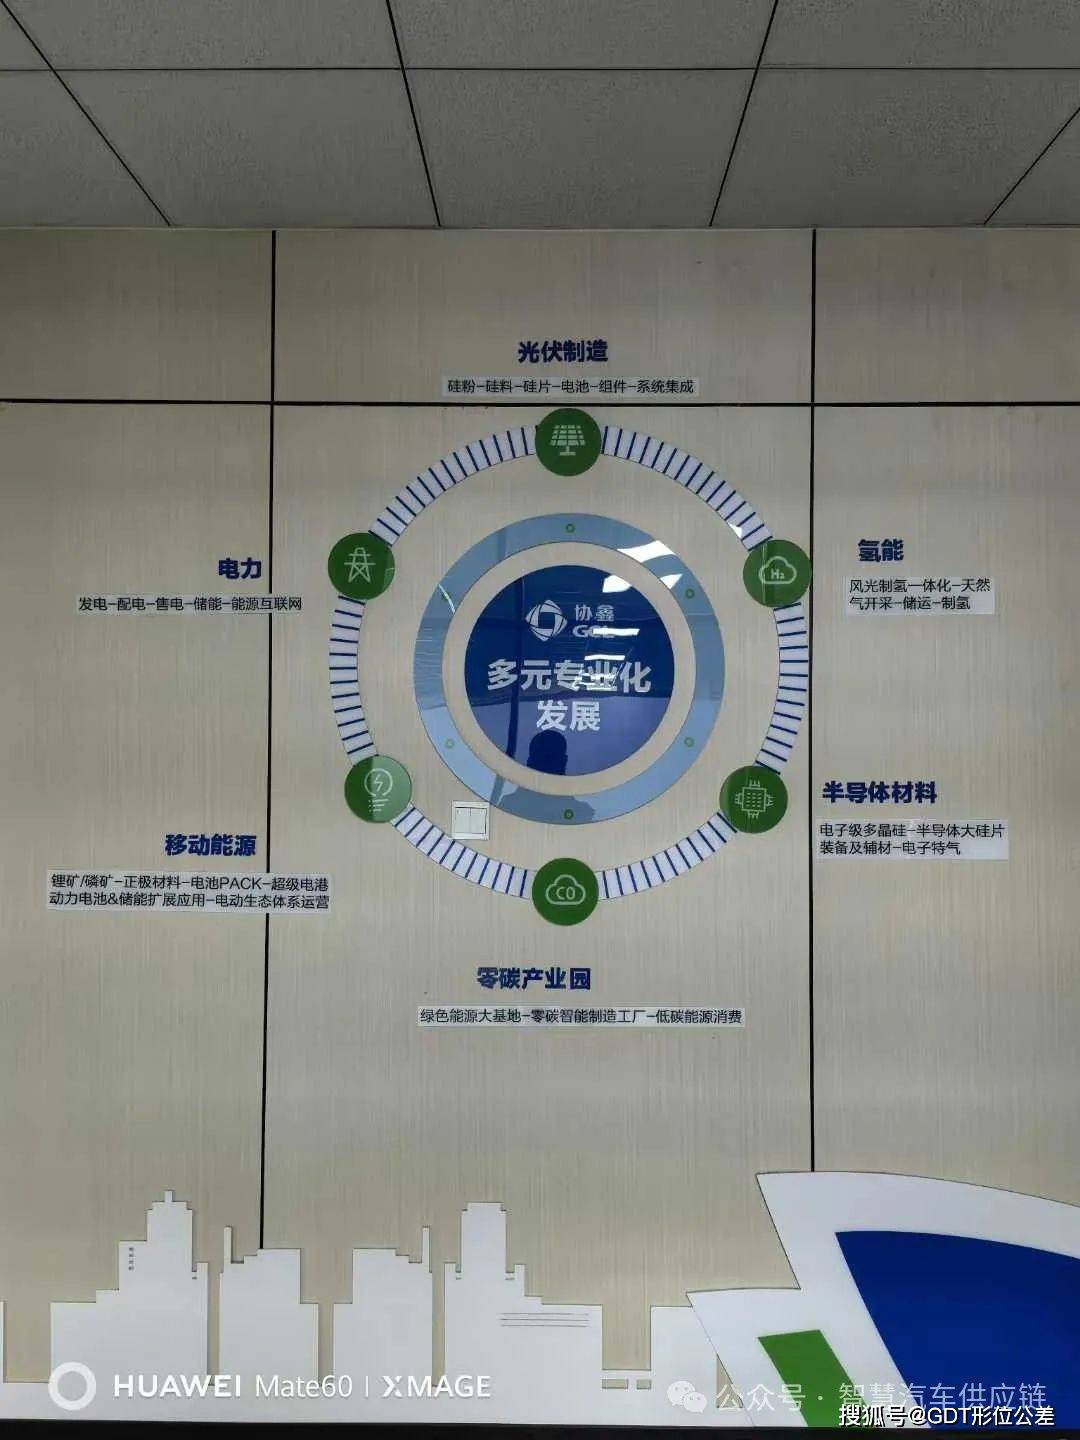 光伏制造
硅粉-硅料-硅片-电池-组件-系统集成
电力
发电-配电-售电-储能-能源互联网
氢能
风光制氢一体化-天然
气开采-储运-制氢
H₂
协鑫
GCL
多元专业化
发展
半导体材料
电子级多晶硅-半导体大硅片
装备及辅材-电子特气
移动能源
锂矿/磷矿-正极材料-电池PACK-超级电港
动力电池&储能扩展应用-电动生态体系运营
CO
零碳产业园
绿色能源大基地-零碳智能制造工厂-低碳能源消费
HUAWEI Mate60 | XMAGE
公众号·智慧汽车供应链
搜狐号@GDT形位公差